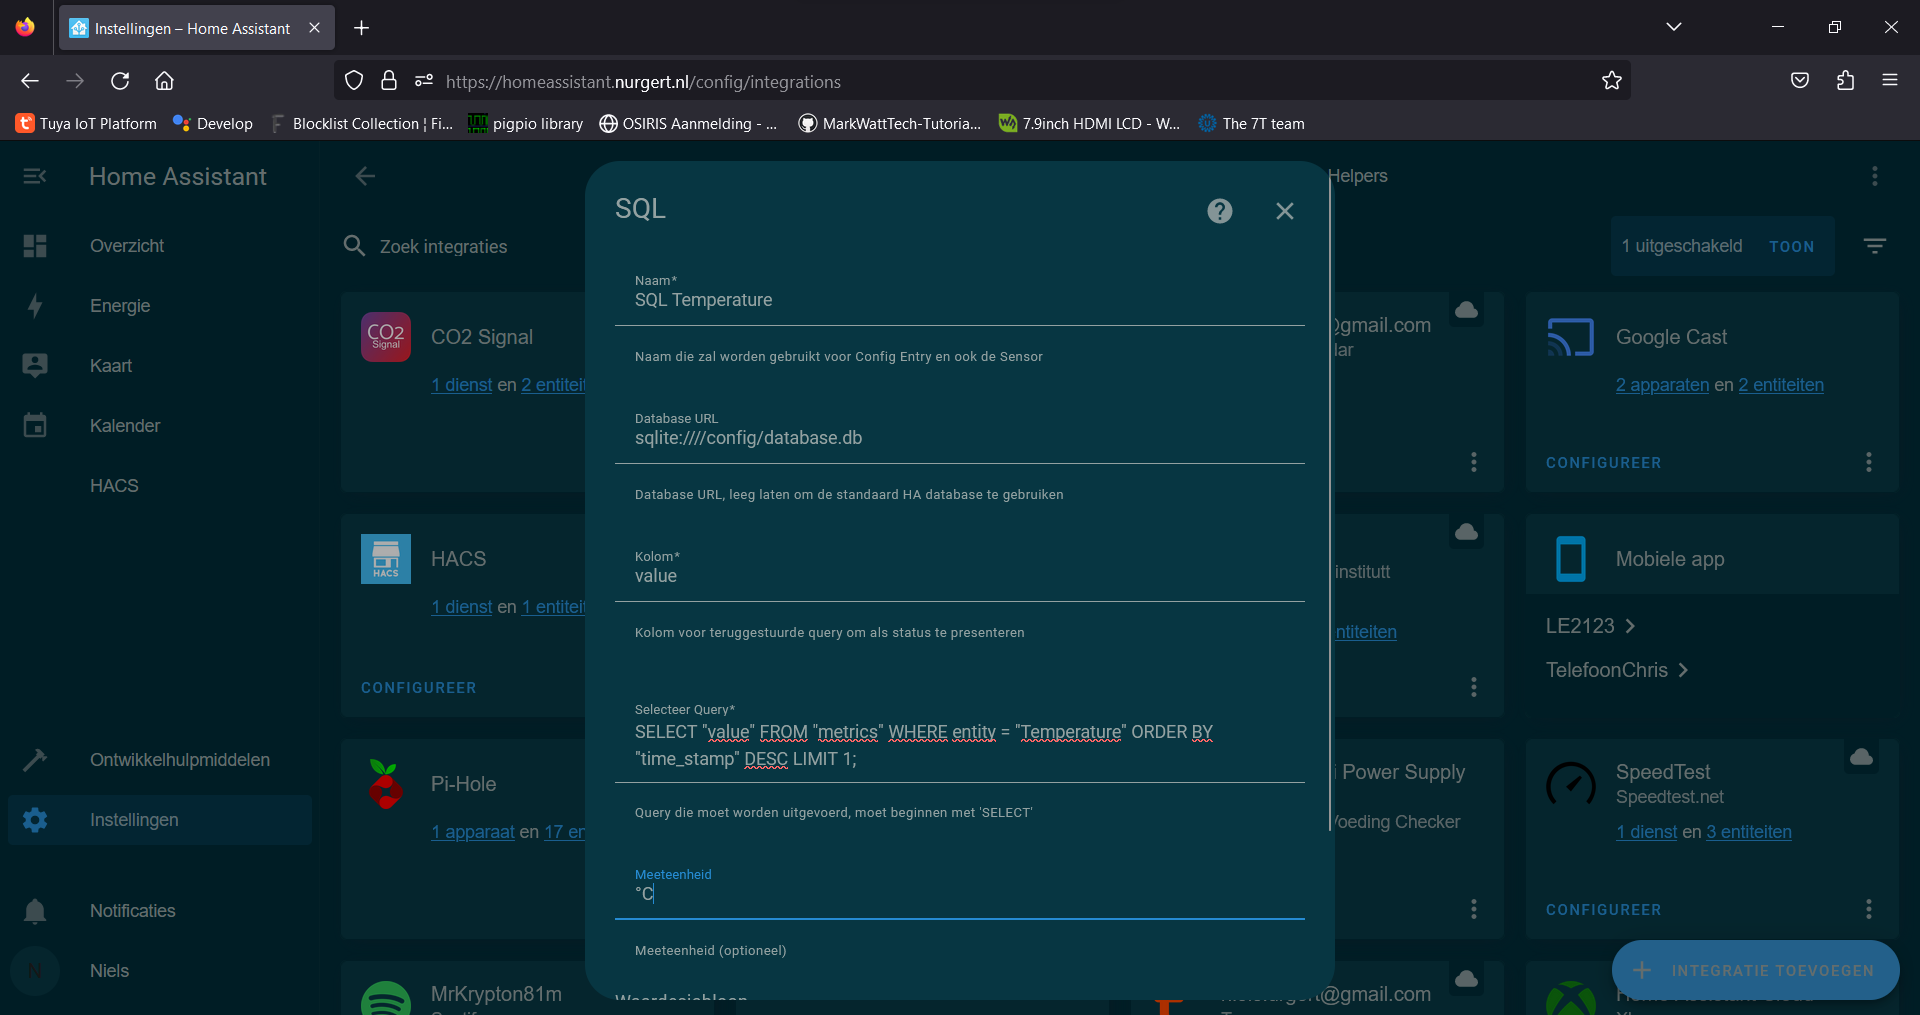 Instellingen – Home Assistant
https://homeassistant.nurgert.nl/config/integrations
Tuya IoT Platform
Develop
Blocklist Collection ¦ Fi...
pigpio library
OSIRIS Aanmelding - ...
MarkWattTech-Tutoria...
7.9inch HDMI LCD - W...
The 7T team
Home Assistant
Helpers
Overzicht
Energie
Kaart
Kalender
HACS
Ontwikkelhulpmiddelen
Instellingen
Notificaties
N
Niels
Zoek integraties
1 uitgeschakeld
TOON
CO2
Signal
CO2 Signal
1 dienst en 2 entiteit
HACS
HACS
1 dienst en 1 entiteit
CONFIGUREER
Pi-Hole
1 apparaat en 17 en
MrKrypton81m
SQL
Naam*
SQL Temperature
Naam die zal worden gebruikt voor Config Entry en ook de Sensor
Database URL
sqlite:////config/database.db
Database URL, leeg laten om de standaard HA database te gebruiken
Kolom*
value
Kolom voor teruggestuurde query om als status te presenteren
Selecteer Query*
SELECT "value" FROM "metrics" WHERE entity = "Temperature" ORDER BY
"time_stamp" DESC LIMIT 1;
Query die moet worden uitgevoerd, moet beginnen met 'SELECT'
Meeteenheid
°C
Meeteenheid (optioneel)
@gmail.com
lar
institutt
ntiteiten
i Power Supply
Voeding Checker
@gmail.com
Google Cast
2 apparaten en 2 entiteiten
CONFIGUREER
Mobiele app
LE2123
TelefoonChris
SpeedTest
Speedtest.net
1 dienst en 3 entiteiten
CONFIGUREER
INTEGRATIE TOEVOEGEN